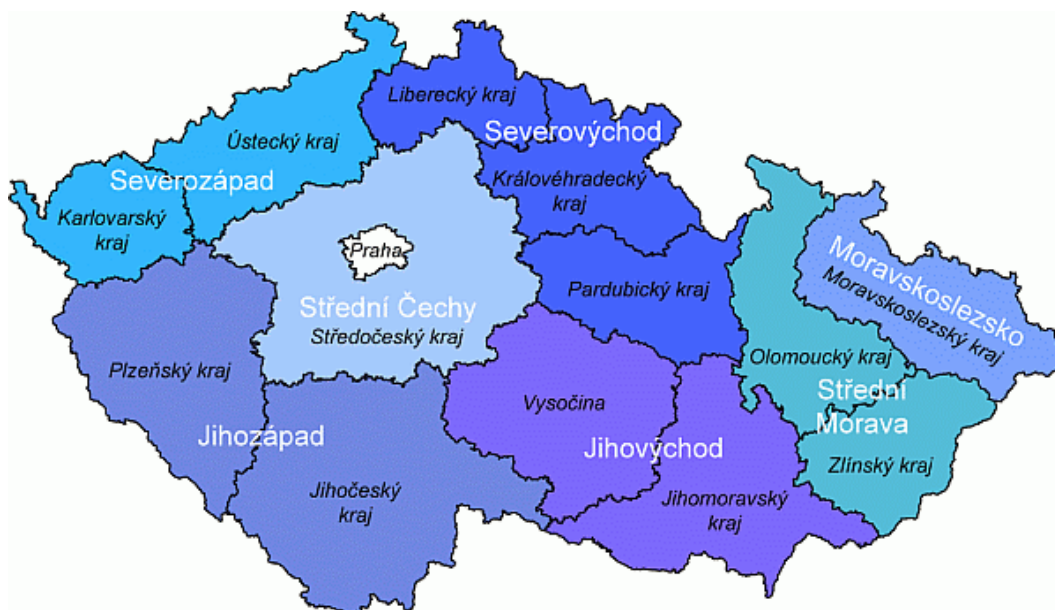 Liberecký kraj
Severovýchod
Ústecký kraj
Severozápad
Královéhradecký
kraj
Karlovarský
kraj
Praha
Moravskoslezsko
Moravskoslezský kraj
Pardubický kraj
Střední Čechy
Středočeský kraj
Olomoucký kraj
Plzeňský kraj
Střední
Morava
Vysočina
Jihozápad
Jihovýchod
Zlínský kraj
Jihočeský
kraj
Jihomoravský
kraj